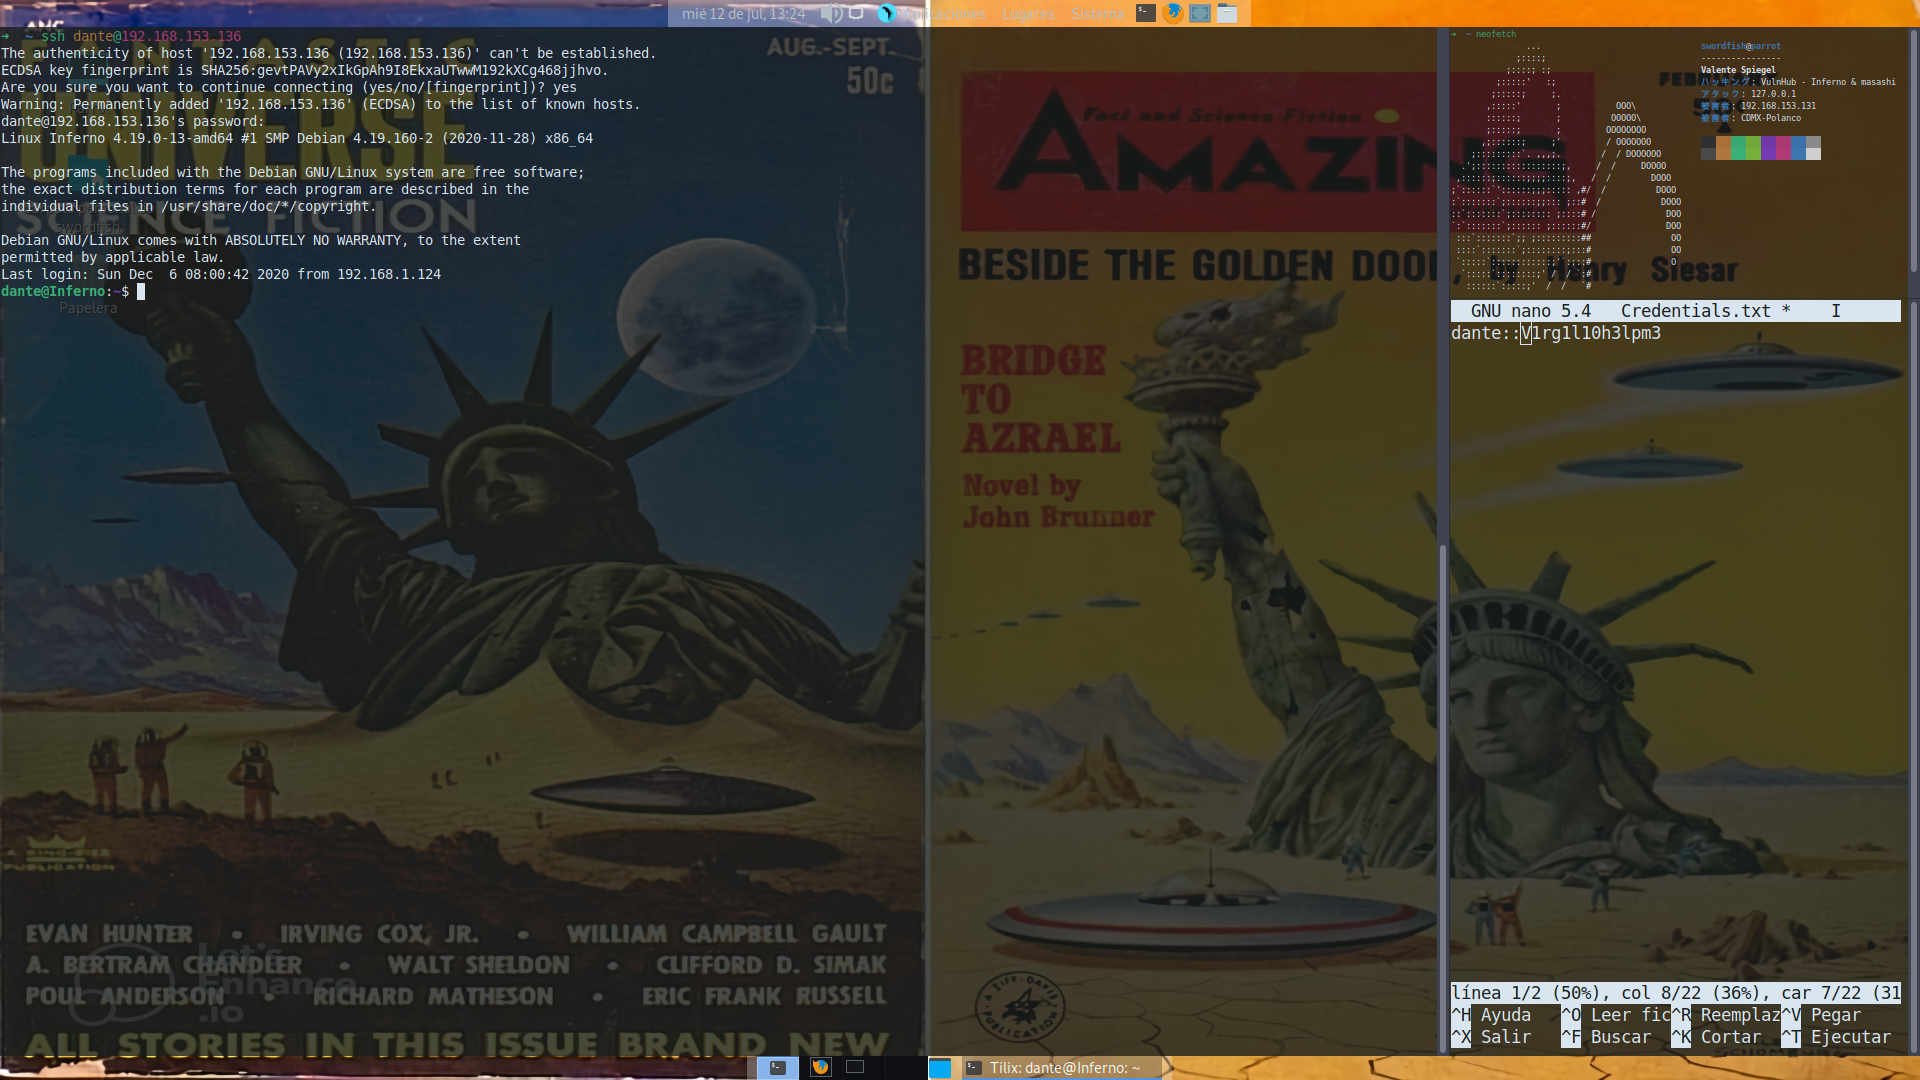 mié 12 de jul, 13:24
Aplicaciones Lugares Sistema
➜ ~ ssh dante@192.168.153.136
The authenticity of host '192.168.153.136 (192.168.153.136)' can't be established.
ECDSA key fingerprint is SHA256:gevtPAVy2xIkGpAh9I8EkxaUTwwM192kXCg468jjhvo.
Are you sure you want to continue connecting (yes/no/[fingerprint])? yes
Warning: Permanently added '192.168.153.136' (ECDSA) to the list of known hosts.
dante@192.168.153.136's password:
Linux Inferno 4.19.0-13-amd64 #1 SMP Debian 4.19.160-2 (2020-11-28) x86_64
The programs included with the Debian GNU/Linux system are free software;
the exact distribution terms for each program are described in the
individual files in /usr/share/doc/*/copyright.
Debian GNU/Linux comes with ABSOLUTELY NO WARRANTY, to the extent
permitted by applicable law.
Last login: Sun Dec  6 08:00:42 2020 from 192.168.1.124
dante@Inferno:~$
swordfish
Papelera
UNIVERSE
SCIENCE FICTION
AUG.-SEPT.
50c
EVAN HUNTER • IRVING COX, JR. • WILLIAM CAMPBELL GAULT
A. BERTRAM CHANDLER • WALT SHELDON • CLIFFORD D. SIMAK
POUL ANDERSON • RICHARD MATHESON • ERIC FRANK RUSSELL
ALL STORIES IN THIS ISSUE BRAND NEW
A KING-SIZE
PUBLICATION
Let's
Enhance
.io
Fact and Science Fiction
AMAZIN
BESIDE THE GOLDEN DOOR, by Henry Slesar
BRIDGE
TO
AZRAEL
Novel by
John Brunner
➜ ~ neofetch
swordfish@parrot
----------------
Valente Spiegel
ハッキング: VulnHub - Inferno & masashi
アタック: 127.0.0.1
被害者: 192.168.153.131
被害者: CDMX-Polanco
GNU nano 5.4 Credentials.txt *
dante::V1rg1l10h3lpm3
línea 1/2 (50%), col 8/22 (36%), car 7/22 (31
^H Ayuda ^O Leer fic^R Reemplaz^V Pegar
^X Salir ^F Buscar ^K Cortar ^T Ejecutar
Tilix: dante@Inferno: ~